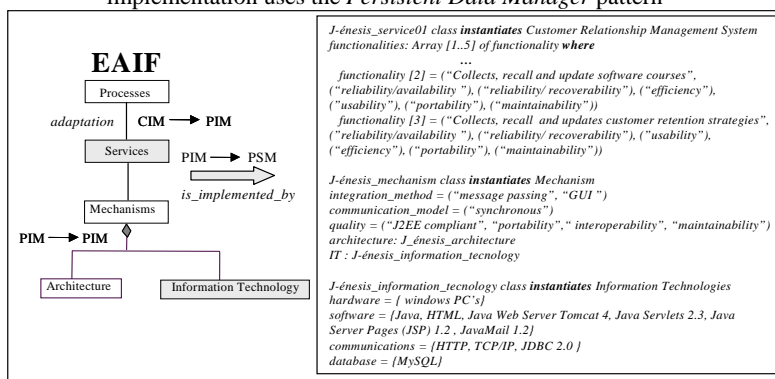 implementation uses the Persistent Data Manager pattern
EAIF
Processes
adaptation CIM PIM
Services
PIM PSM
is_implemented_by
Mechanisms
PIM PIM
Architecture
Information Technology
J-énesis_service01 class instantiates Customer Relationship Management System
functionalities: Array [1..5] of functionality where
…
functionality [2] = (“Collects, recall and update software courses”,
(“reliability/availability ”), (“reliability/ recoverability”), (“efficiency”),
(”usability”), (“portability”), (“maintainability”))
functionality [3] = (“Collects, recall and updates customer retention strategies”,
(”reliability/availability ”), (“reliability/ recoverability”), (”usability”),
(“efficiency”), (“portability”), (“maintainability”))
J-énesis_mechanism class instantiates Mechanism
integration_method = (“message passing”, “GUI ”)
communication_model = (“synchronous”)
quality = (“J2EE compliant”, “portability”,“ interoperability”, “maintainability”)
architecture: J_énesis_architecture
IT : J-énesis_information_tecnology
J-énesis_information_tecnology class instantiates Information Technologies
hardware = { windows PC’s}
software = {Java, HTML, Java Web Server Tomcat 4, Java Servlets 2.3, Java
Server Pages (JSP) 1.2 , JavaMail 1.2}
communications = {HTTP, TCP/IP, JDBC 2.0 }
database = {MySQL}